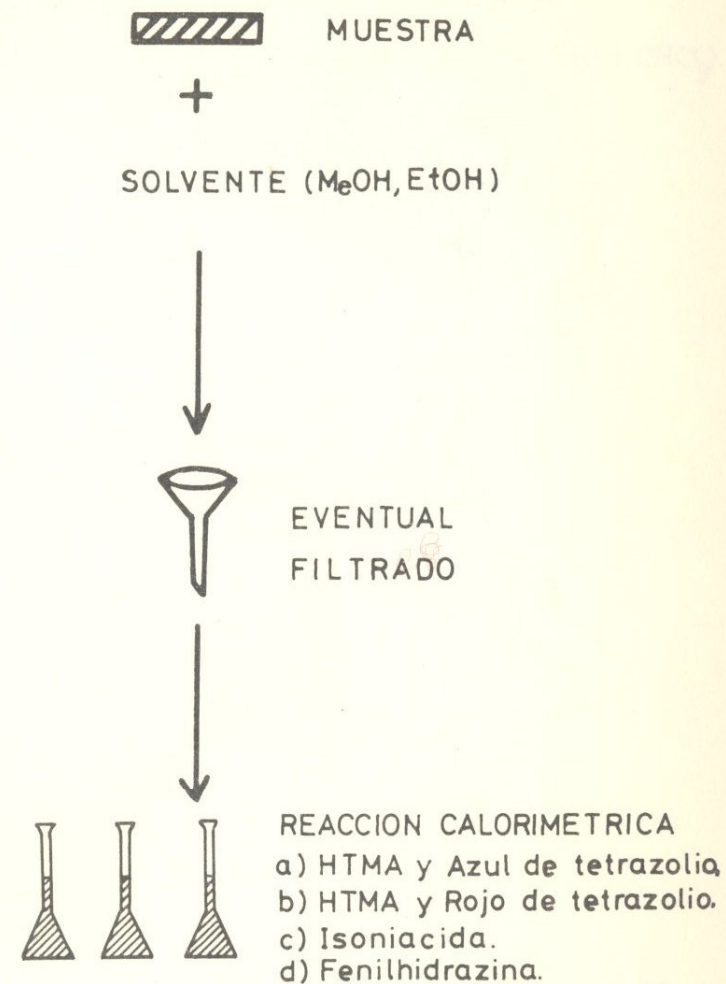 MUESTRA
+
SOLVENTE (MeOH, EtOH)
EVENTUAL
FILTRADO
REACCION CALORIMETRICA
a) HTMA y Azul de tetrazolio,
b) HTMA y Rojo de tetrazolio.
c) Isoniacida.
d) Fenilhidrazina.